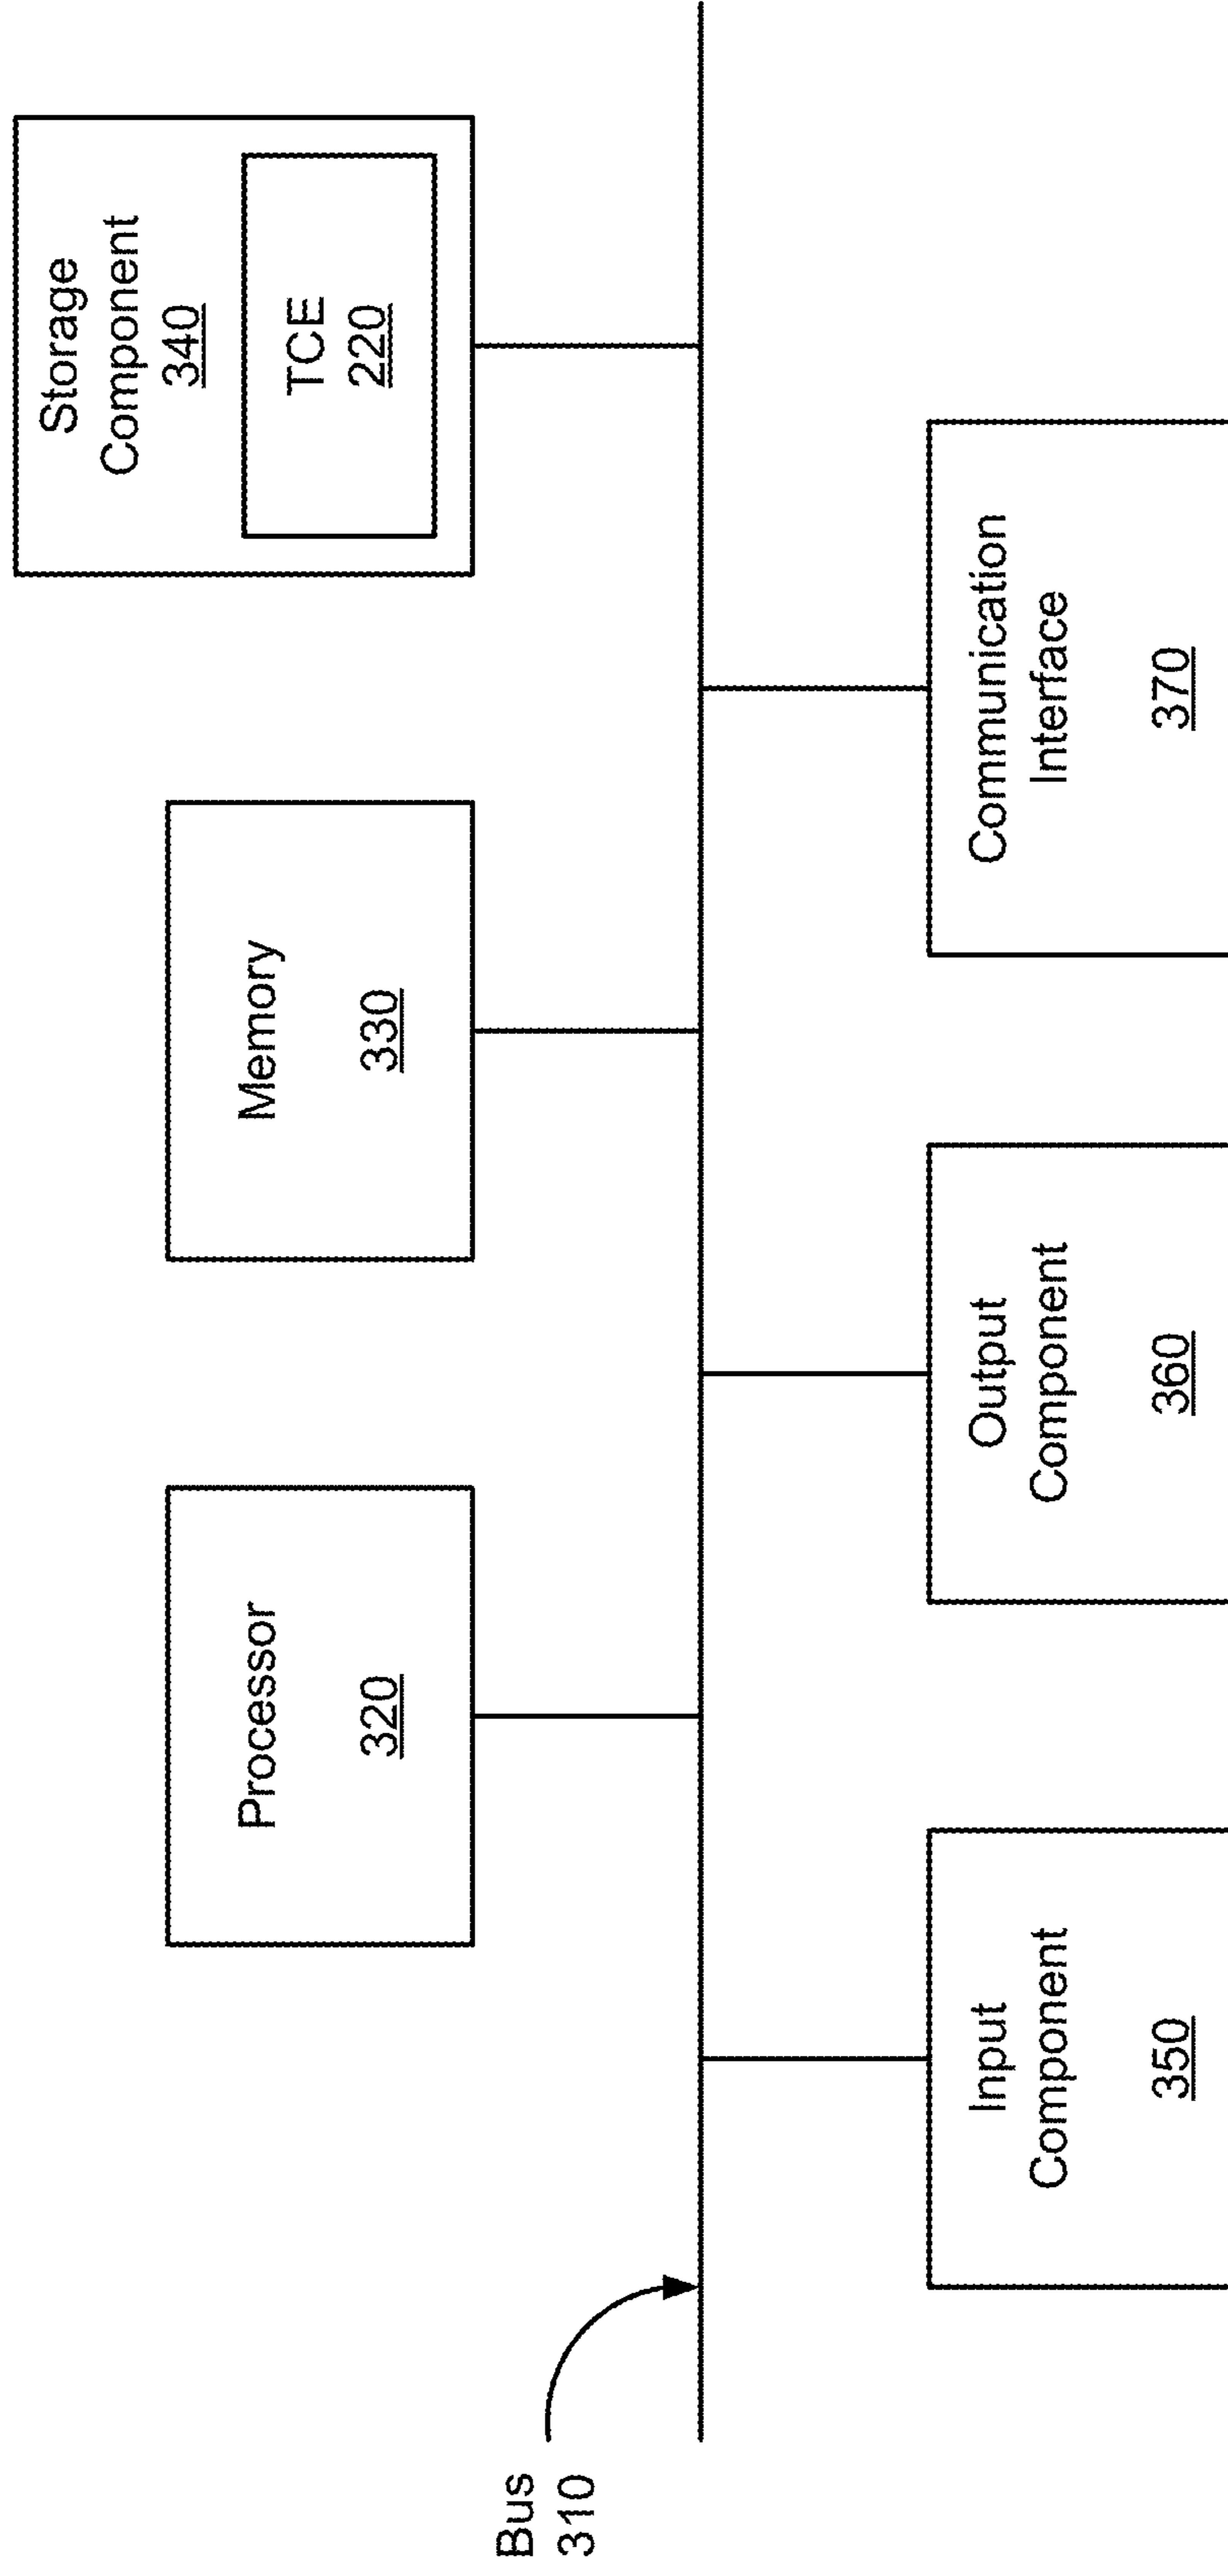 Processor
320
Memory
330
Storage
Component
340
TCE
220
Bus
310
Input
Component
350
Output
Component
360
Communication
Interface
370